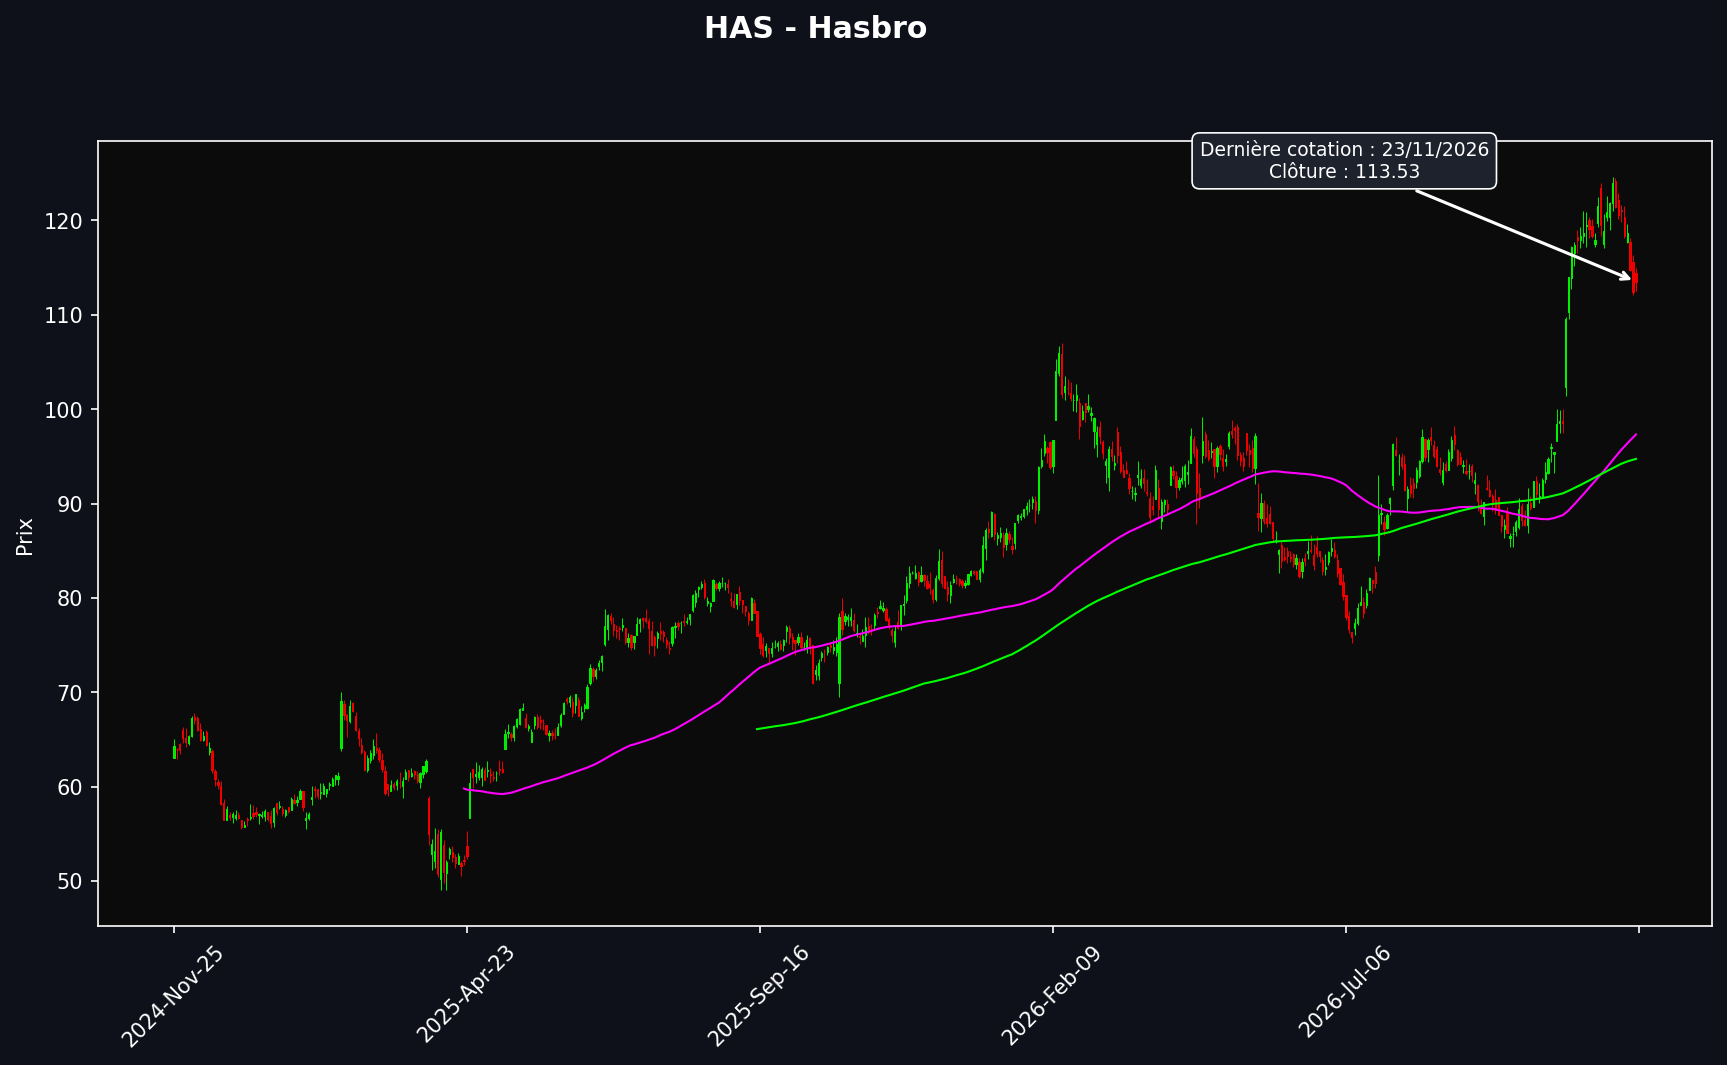 HAS - Hasbro
Dernière cotation : 23/11/2026
Clôture : 113.53
Prix
120
110
100
90
80
70
60
50
2024-Nov-25
2025-Apr-23
2025-Sep-16
2026-Feb-09
2026-Jul-06